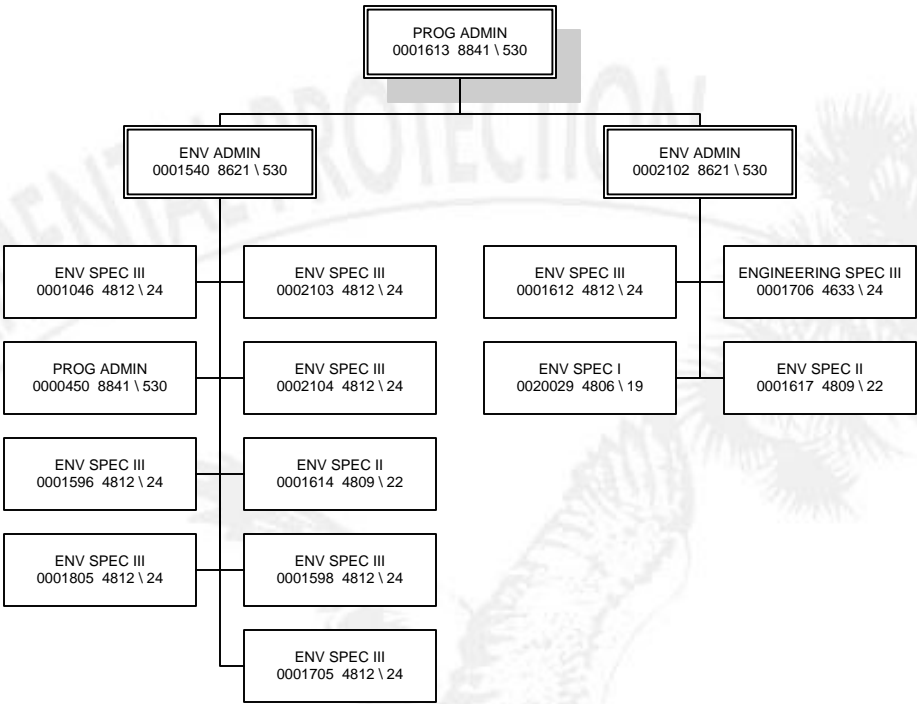 PROG ADMIN
0001613 8841 \ 530
ENV ADMIN
0001540 8621 \ 530
ENV ADMIN
0002102 8621 \ 530
ENV SPEC III
0001046 4812 \ 24
ENV SPEC III
0002103 4812 \ 24
ENV SPEC III
0001612 4812 \ 24
ENGINEERING SPEC III
0001706 4633 \ 24
PROG ADMIN
0000450 8841 \ 530
ENV SPEC III
0002104 4812 \ 24
ENV SPEC I
0020029 4806 \ 19
ENV SPEC II
0001617 4809 \ 22
ENV SPEC III
0001596 4812 \ 24
ENV SPEC II
0001614 4809 \ 22
ENV SPEC III
0001805 4812 \ 24
ENV SPEC III
0001598 4812 \ 24
ENV SPEC III
0001705 4812 \ 24
MENTAL PROTECTION